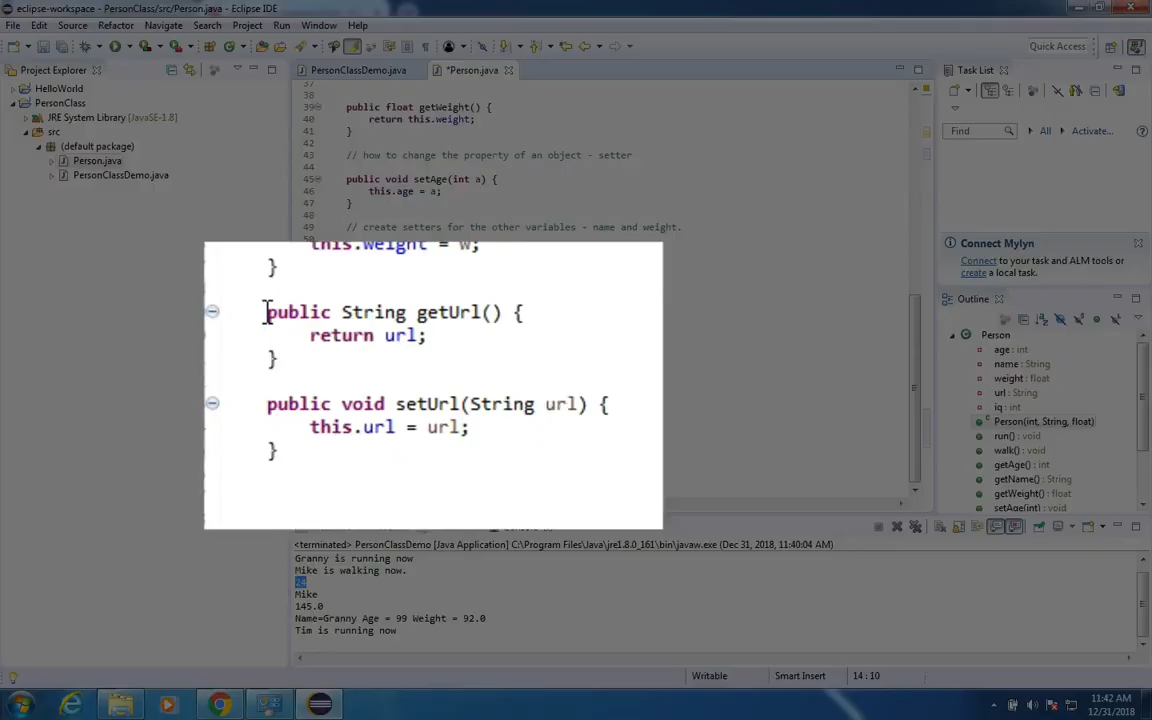 eclipse-workspace - PersonClass/src/Person.java - Eclipse IDE
File Edit Source Refactor Navigate Search Project Run Window Help
Quick Access
Project Explorer
HelloWorld
PersonClass
JRE System Library [JavaSE-1.8]
src
(default package)
Person.java
PersonClassDemo.java
PersonClassDemo.java *Person.java
37
38
39 public float getWeight() {
40 return this.weight;
41 }
42
43 // how to change the property of an object - setter
44
45 public void setAge(int a) {
46 this.age = a;
47 }
48
49 // create setters for the other variables - name and weight.
50
this.weight = w;
}
public String getUrl() {
return url;
}
public void setUrl(String url) {
this.url = url;
}
Task List
Find All Activate...
Connect Mylyn
Connect to your task and ALM tools or
create a local task.
Outline
Person
age : int
name : String
weight : float
url : String
iq : int
Person(int, String, float)
run() : void
walk() : void
getAge() : int
getName() : String
getWeight() : float
setAge(int) : void
<terminated> PersonClassDemo [Java Application] C:\Program Files\Java\jre1.8.0_161\bin\javaw.exe (Dec 31, 2018, 11:40:04 AM)
Granny is running now
Mike is walking now.
24
Mike
145.0
Name=Granny Age = 99 Weight = 92.0
Tim is running now
Writable Smart Insert 14 : 10
11:42 AM
12/31/2018